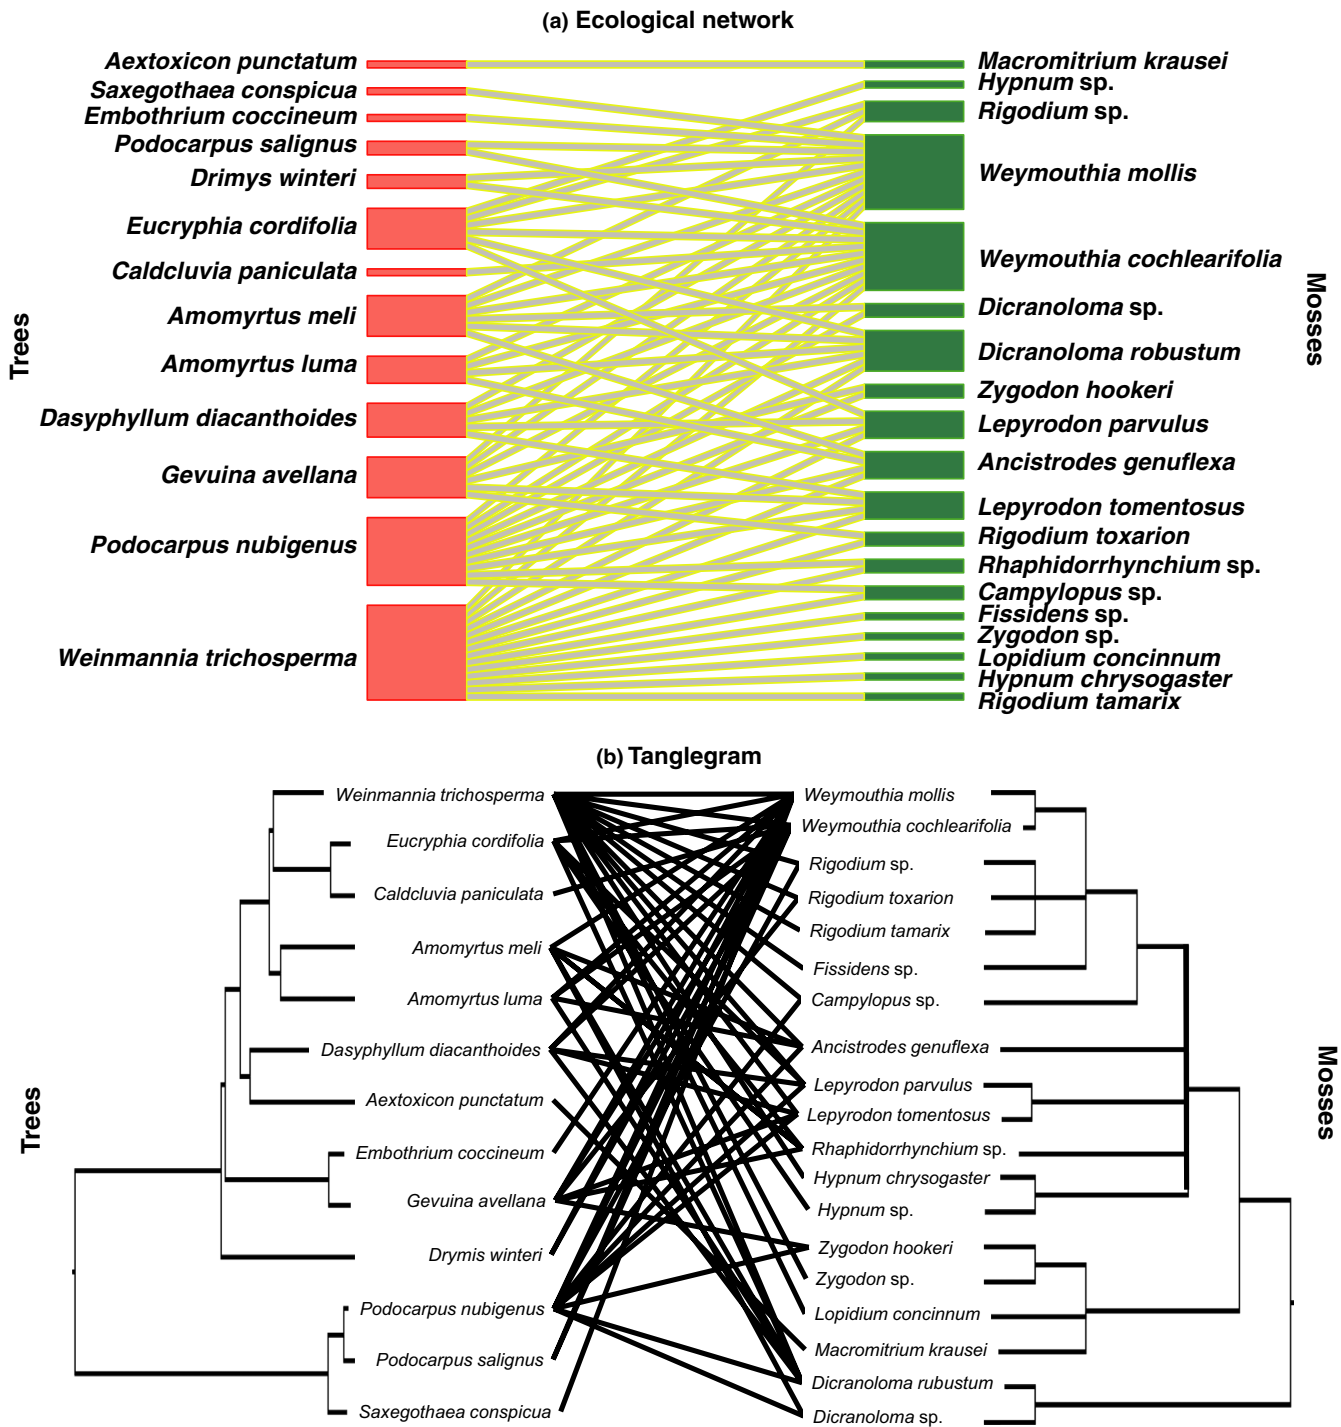 (a) Ecological network
Aextoxicon punctatum
Saxegothaea conspicua
Embothrium coccineum
Podocarpus salignus
Drimys winteri
Eucryphia cordifolia
Caldcluvia paniculata
Amomyrtus meli
Amomyrtus luma
Dasyphyllum diacanthoides
Gevuina avellana
Podocarpus nubigenus
Weinmannia trichosperma
Trees
Macromitrium krausei
Hypnum sp.
Rigodium sp.
Weymouthia mollis
Weymouthia cochlearifolia
Dicranoloma sp.
Dicranoloma robustum
Zygodon hookeri
Lepyrodon parvulus
Ancistrodes genuflexa
Lepyrodon tomentosus
Rigodium toxarion
Rhaphidorrhynchium sp.
Campylopus sp.
Fissidens sp.
Zygodon sp.
Lopidium concinnum
Hypnum chrysogaster
Rigodium tamarix
Mosses
(b) Tanglegram
Weinmannia trichosperma
Eucryphia cordifolia
Caldcluvia paniculata
Amomyrtus meli
Amomyrtus luma
Dasyphyllum diacanthoides
Aextoxicon punctatum
Embothrium coccineum
Gevuina avellana
Drymis winteri
Podocarpus nubigenus
Podocarpus salignus
Saxegothaea conspicua
Trees
Weymouthia mollis
Weymouthia cochlearifolia
Rigodium sp.
Rigodium toxarion
Rigodium tamarix
Fissidens sp.
Campylopus sp.
Ancistrodes genuflexa
Lepyrodon parvulus
Lepyrodon tomentosus
Rhaphidorrhynchium sp.
Hypnum chrysogaster
Hypnum sp.
Zygodon hookeri
Zygodon sp.
Lopidium concinnum
Macromitrium krausei
Dicranoloma rubustum
Dicranoloma sp.
Mosses